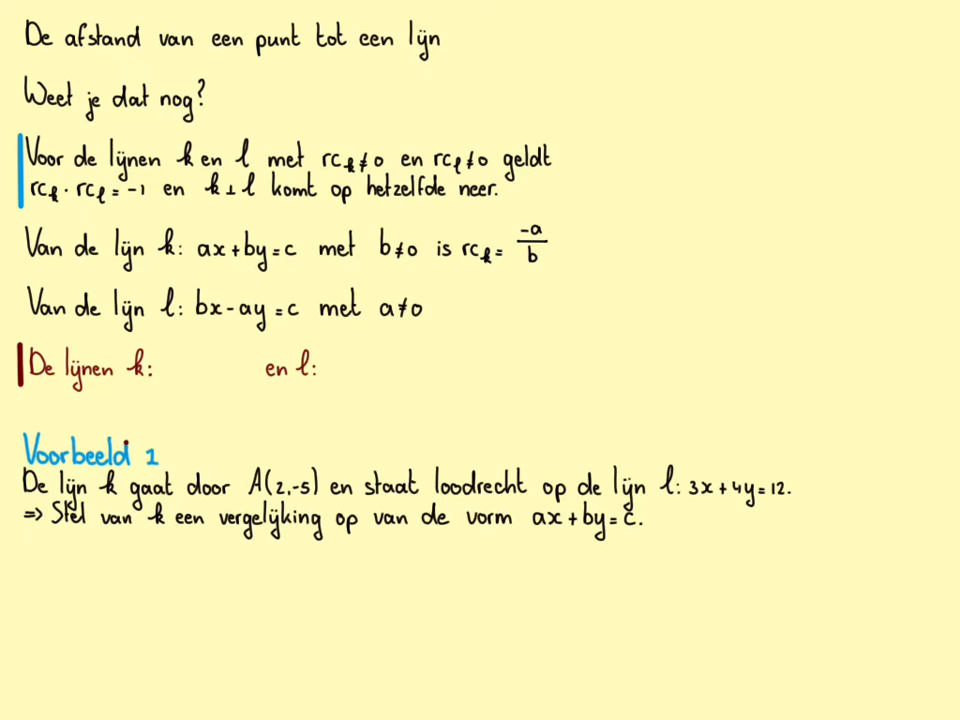 De afstand van een punt tot een lijn
Weet je dat nog?
Voor de lijnen k en l met rcₖ≠0 en rcₗ≠0 geldt
rcₖ · rcₗ = -1 en k⊥l komt op hetzelfde neer.
Van de lijn k: ax+by=c met b≠0 is rcₖ = -a/b
Van de lijn l: bx-ay=c met a≠0
De lijnen k: en l:
Voorbeeld 1
De lijn k gaat door A(2,-5) en staat loodrecht op de lijn l: 3x+4y=12.
=> Stel van k een vergelijking op van de vorm ax+by=c.